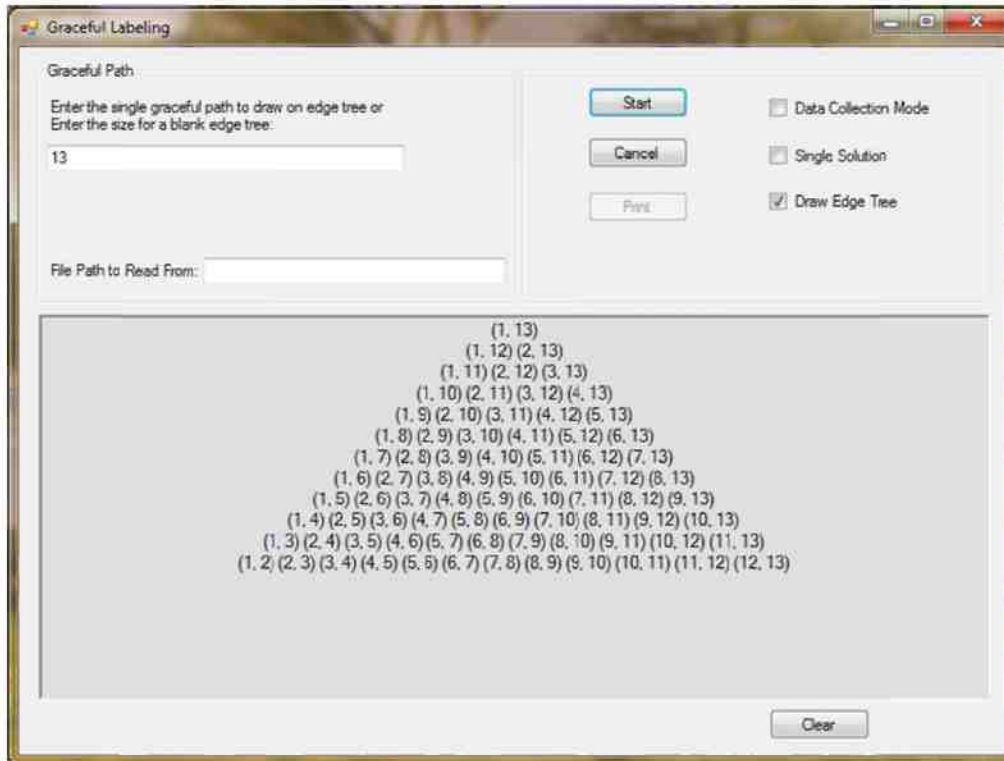 Graceful Labeling
Graceful Path
Enter the single graceful path to draw on edge tree or
Enter the size for a blank edge tree:
13
File Path to Read From:
Start
Cancel
Print
Data Collection Mode
Single Solution
Draw Edge Tree
(1, 13)
(1, 12) (2, 13)
(1, 11) (2, 12) (3, 13)
(1, 10) (2, 11) (3, 12) (4, 13)
(1, 9) (2, 10) (3, 11) (4, 12) (5, 13)
(1, 8) (2, 9) (3, 10) (4, 11) (5, 12) (6, 13)
(1, 7) (2, 8) (3, 9) (4, 10) (5, 11) (6, 12) (7, 13)
(1, 6) (2, 7) (3, 8) (4, 9) (5, 10) (6, 11) (7, 12) (8, 13)
(1, 5) (2, 6) (3, 7) (4, 8) (5, 9) (6, 10) (7, 11) (8, 12) (9, 13)
(1, 4) (2, 5) (3, 6) (4, 7) (5, 8) (6, 9) (7, 10) (8, 11) (9, 12) (10, 13)
(1, 3) (2, 4) (3, 5) (4, 6) (5, 7) (6, 8) (7, 9) (8, 10) (9, 11) (10, 12) (11, 13)
(1, 2) (2, 3) (3, 4) (4, 5) (5, 6) (6, 7) (7, 8) (8, 9) (9, 10) (10, 11) (11, 12) (12, 13)
Clear